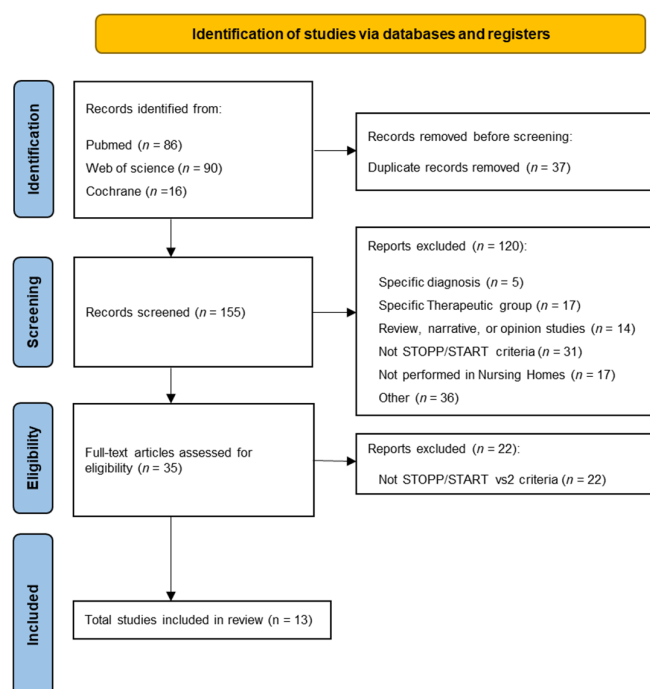 Identification of studies via databases and registers
Identification
Records identified from:
Pubmed (n = 86)
Web of science (n = 90)
Cochrane (n =16)
Records removed before screening:
Duplicate records removed (n = 37)
Screening
Records screened (n = 155)
Reports excluded (n = 120):
Specific diagnosis (n = 5)
Specific Therapeutic group (n = 17)
Review, narrative, or opinion studies (n = 14)
Not STOPP/START criteria (n = 31)
Not performed in Nursing Homes (n = 17)
Other (n = 36)
Eligibility
Full-text articles assessed for
eligibility (n = 35)
Reports excluded (n = 22):
Not STOPP/START vs2 criteria (n = 22)
Included
Total studies included in review (n = 13)